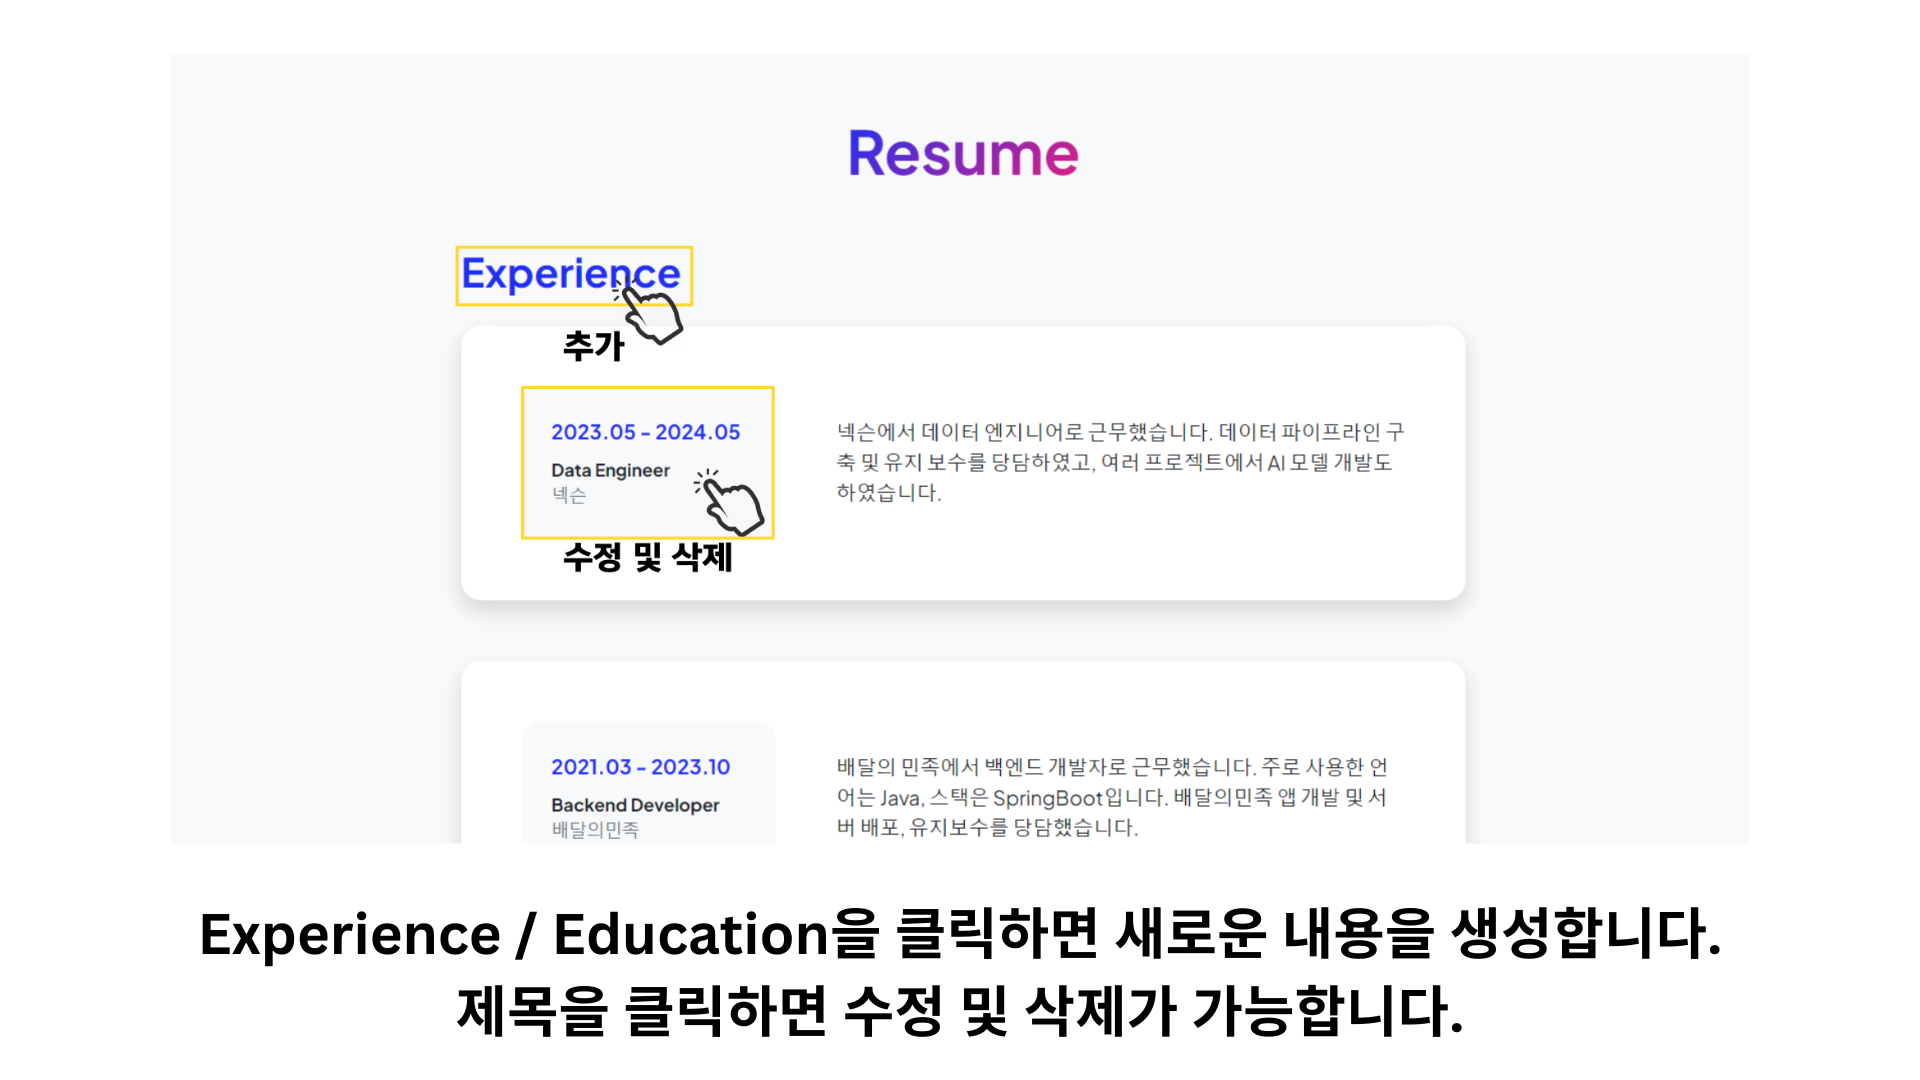 Resume
Experience
추가
2023.05 - 2024.05
Data Engineer
넥슨
수정 및 삭제
넥슨에서 데이터 엔지니어로 근무했습니다. 데이터 파이프라인 구
축 및 유지 보수를 당담하였고, 여러 프로젝트에서 AI 모델 개발도
하였습니다.
2021.03 - 2023.10
Backend Developer
배달의민족
배달의 민족에서 백엔드 개발자로 근무했습니다. 주로 사용한 언
어는 Java, 스택은 SpringBoot입니다. 배달의민족 앱 개발 및 서
버 배포, 유지보수를 당담했습니다.
Experience / Education을 클릭하면 새로운 내용을 생성합니다.
제목을 클릭하면 수정 및 삭제가 가능합니다.